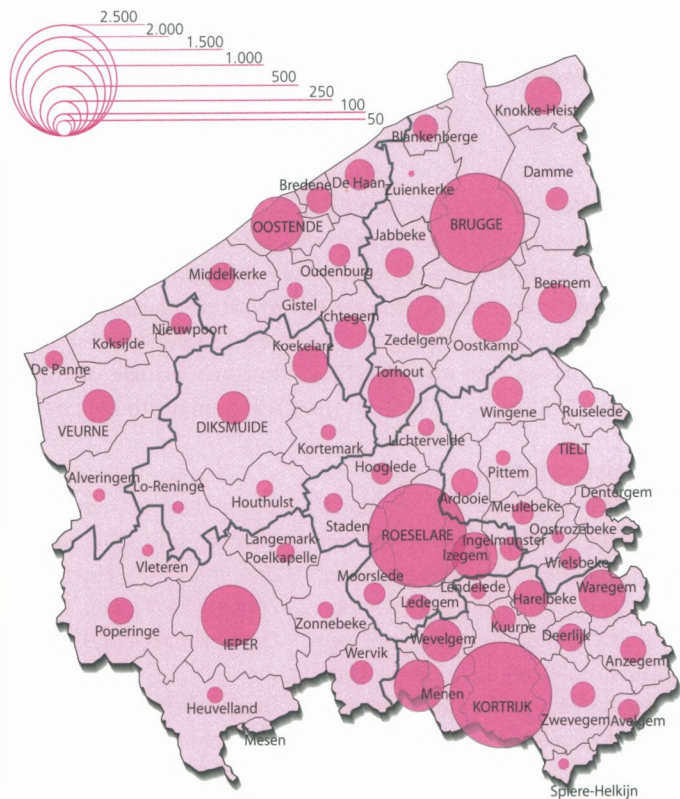 2.500
2.000
1.500
1.000
500
250
100
50
Knokke-Heist
Blankenberge
Damme
Bredene
De Haan
Zuienkerke
OOSTENDE
BRUGGE
Jabbeke
Middelkerke
Oudenburg
Beernem
Gistel
Ichtegem
Nieuwpoort
Koksijde
Koekelare
Zedelgem
Oostkamp
De Panne
Torhout
VEURNE
DIKSMUIDE
Wingene
Ruiselede
Kortemark
Lichtervelde
TIELT
Alveringem
Lo-Reninge
Houthulst
Hooglede
Pittem
Ardooie
Dentergem
Meulebeke
Staden
ROESELARE
Oostrozebeke
Langemark-
Poelkapelle
Ingelmunster
Izegem
Vleteren
Wielsbeke
Moorslede
Lendelede
Waregem
Ledegem
Harelbeke
Poperinge
Zonnebeke
Kuurne
IEPER
Wevelgem
Deerlijk
Wervik
Anzegem
Menen
Heuvelland
KORTRIJK
Zwevegem
Avelgem
Mesen
Spiere-Helkijn